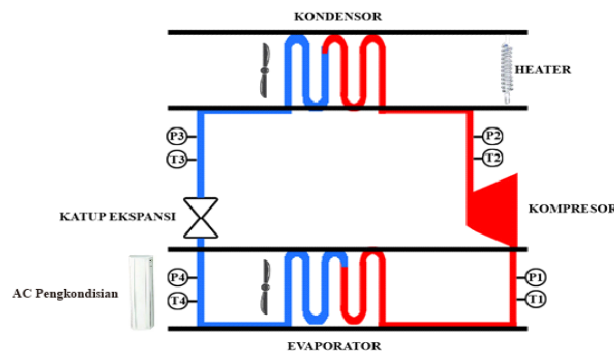 KONDENSOR
HEATER
P3
P2
T3
T2
KATUP EKSPANSI
KOMPRESOR
P4
P1
AC Pengkondisian
T4
T1
EVAPORATOR